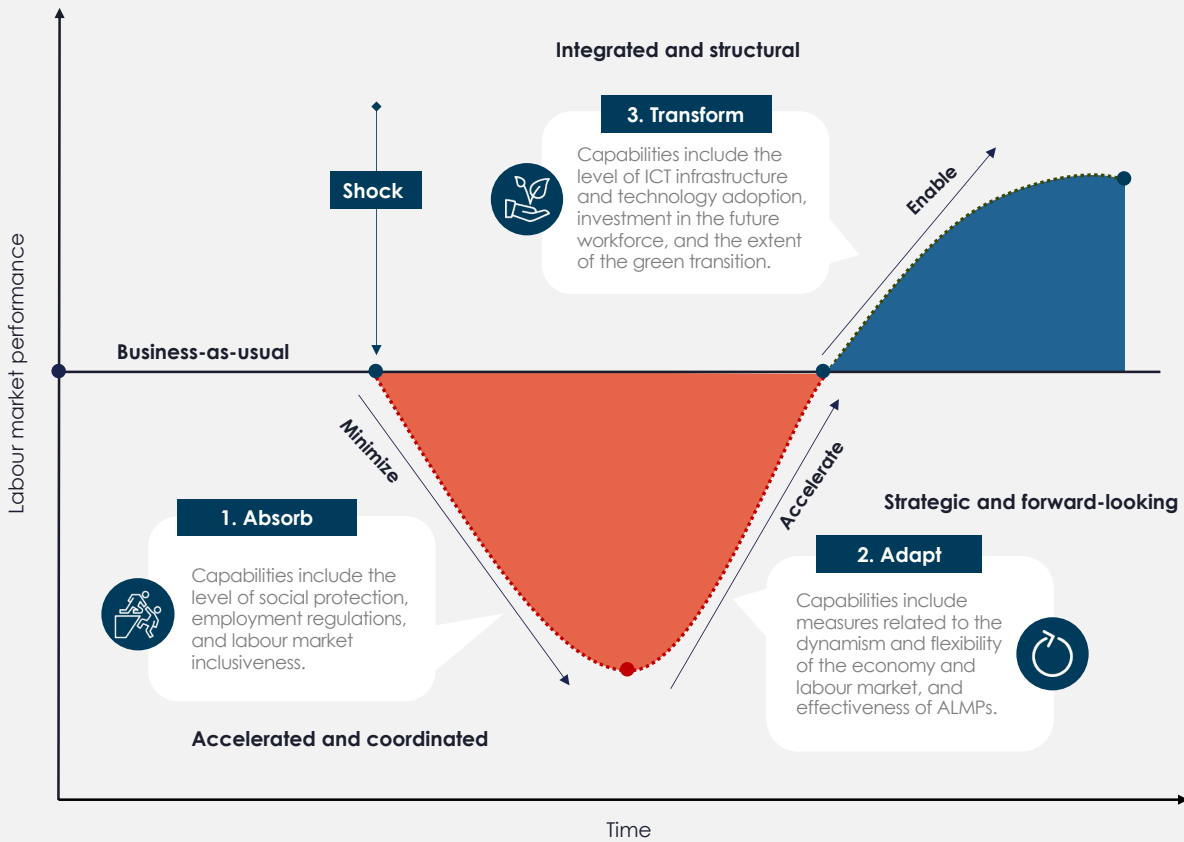 Integrated and structural
3. Transform
Capabilities include the
level of ICT infrastructure
and technology adoption,
investment in the future
workforce, and the extent
of the green transition.
Shock
Enable
Labour market performance
Business-as-usual
Minimize
Accelerate
Strategic and forward-looking
1. Absorb
Capabilities include the
level of social protection,
employment regulations,
and labour market
inclusiveness.
2. Adapt
Capabilities include
measures related to the
dynamism and flexibility
of the economy and
labour market, and
effectiveness of ALMPs.
Accelerated and coordinated
Time